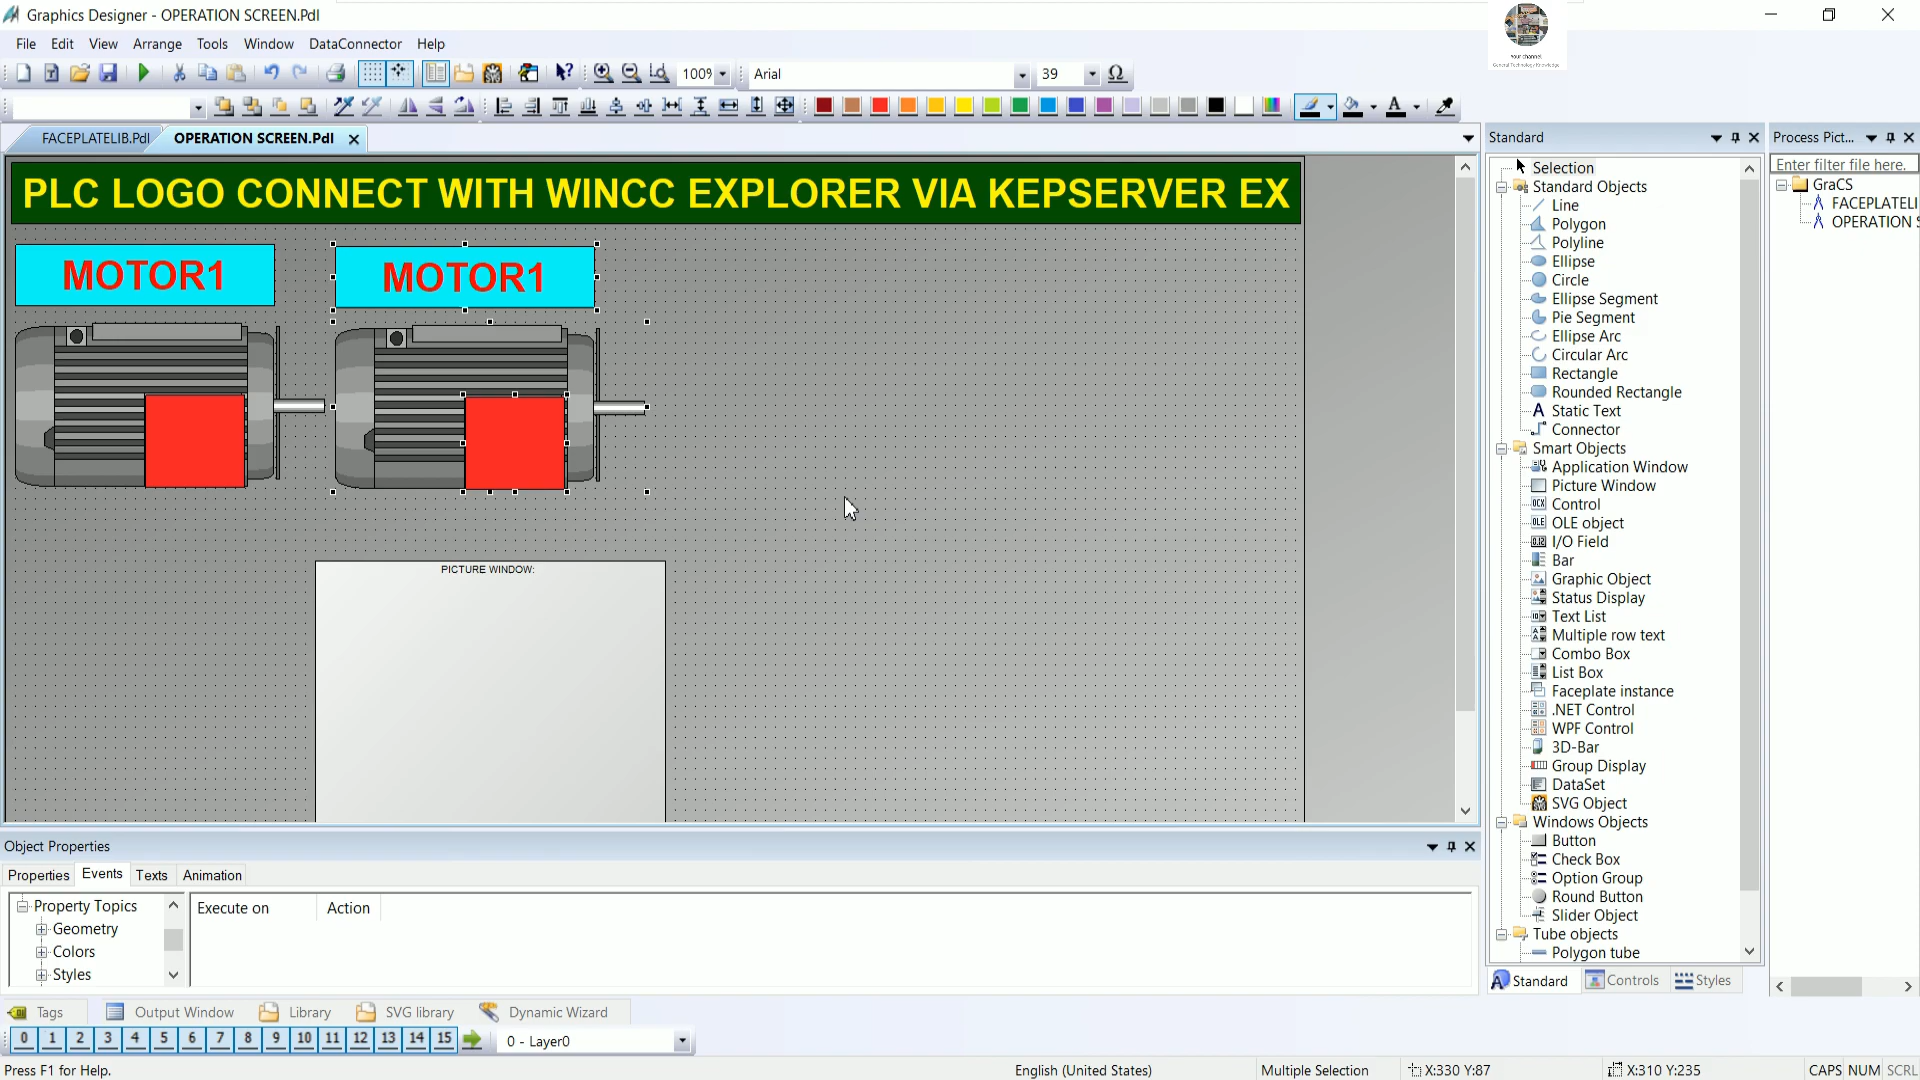 Graphics Designer - OPERATION SCREEN.Pdl
Your channel
General Technology Knowledge
File Edit View Arrange Tools Window DataConnector Help
100% Arial 39 Ω
FACEPLATELIB.Pdl OPERATION SCREEN.Pdl
PLC LOGO CONNECT WITH WINCC EXPLORER VIA KEPSERVER EX
MOTOR1 MOTOR1
PICTURE WINDOW:
Standard
Selection
Standard Objects
Line
Polygon
Polyline
Ellipse
Circle
Ellipse Segment
Pie Segment
Ellipse Arc
Circular Arc
Rectangle
Rounded Rectangle
Static Text
Connector
Smart Objects
Application Window
Picture Window
Control
OLE object
I/O Field
Bar
Graphic Object
Status Display
Text List
Multiple row text
Combo Box
List Box
Faceplate instance
.NET Control
WPF Control
3D-Bar
Group Display
DataSet
SVG Object
Windows Objects
Button
Check Box
Option Group
Round Button
Slider Object
Tube objects
Polygon tube
Standard Controls Styles
Process Pict...
Enter filter file here.
GraCS
FACEPLATELI
OPERATION S
Object Properties
Properties Events Texts Animation
Property Topics
Geometry
Colors
Styles
Execute on Action
Tags Output Window Library SVG library Dynamic Wizard
0 1 2 3 4 5 6 7 8 9 10 11 12 13 14 15 0 - Layer0
Press F1 for Help. English (United States) Multiple Selection X:330 Y:87 X:310 Y:235 CAPS NUM SCRL